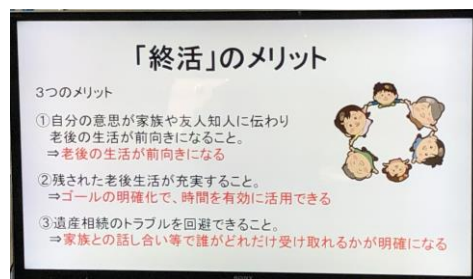 「終活」のメリット
3つのメリット
①自分の意思が家族や友人知人に伝わり
老後の生活が前向きになること。
⇒老後の生活が前向きになる
②残された老後生活が充実すること。
⇒ゴールの明確化で、時間を有効に活用できる
③遺産相続のトラブルを回避できること。
⇒家族との話し合い等で誰がどれだけ受け取れるかが明確になる
SONY